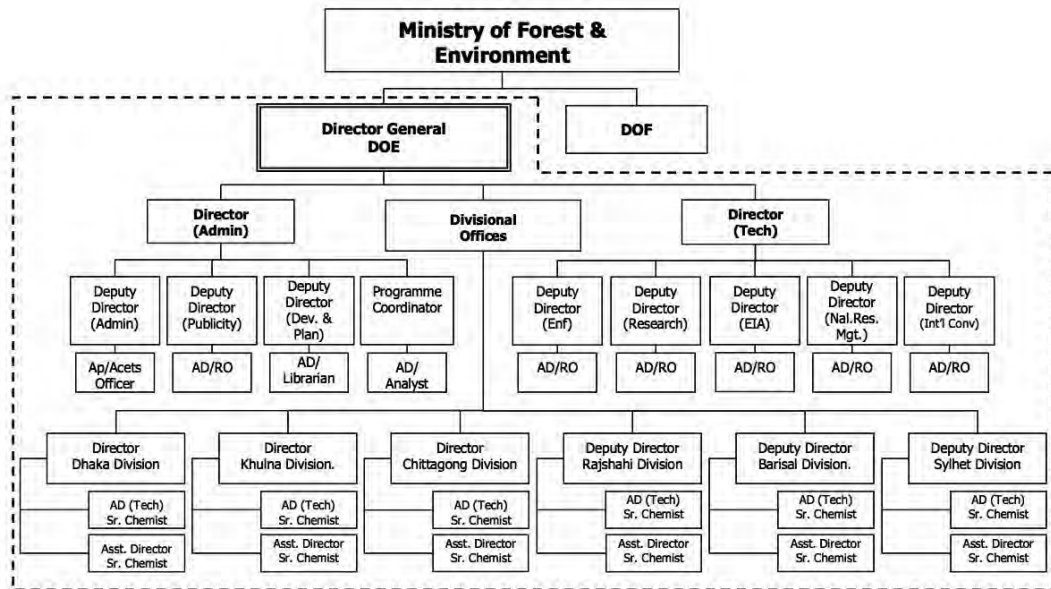 Ministry of Forest &
Environment
Director General
DOE
DOF
Director
(Admin)
Divisional
Offices
Director
(Tech)
Deputy
Director
(Admin)
Deputy
Director
(Publicity)
Deputy
Director
(Dev. &
Plan)
Programme
Coordinator
Deputy
Director
(Enf)
Deputy
Director
(Research)
Deputy
Director
(EIA)
Deputy
Director
(Nal.Res.
Mgt.)
Deputy
Director
(Int'l Conv)
Ap/Acets
Officer
AD/RO
AD/
Librarian
AD/
Analyst
AD/RO
AD/RO
AD/RO
AD/RO
AD/RO
Director
Dhaka Division
Director
Khulna Division.
Director
Chittagong Division
Deputy Director
Rajshahi Division
Deputy Director
Barisal Division.
Deputy Director
Sylhet Division
AD (Tech)
Sr. Chemist
AD (Tech)
Sr. Chemist
AD (Tech)
Sr. Chemist
AD (Tech)
Sr. Chemist
AD (Tech)
Sr. Chemist
AD (Tech)
Sr. Chemist
Asst. Director
Sr. Chemist
Asst. Director
Sr. Chemist
Asst. Director
Sr. Chemist
Asst. Director
Sr. Chemist
Asst. Director
Sr. Chemist
Asst. Director
Sr. Chemist